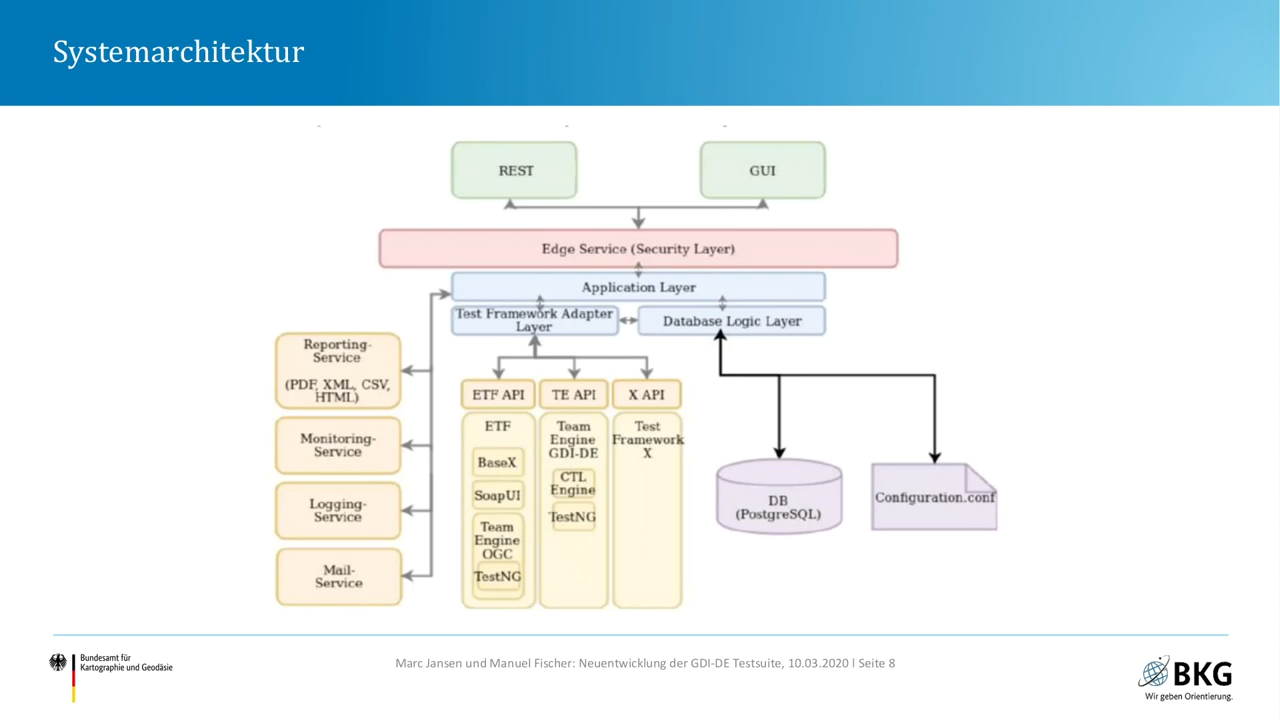 Systemarchitektur
REST
GUI
Edge Service (Security Layer)
Application Layer
Test Framework Adapter
Layer
Database Logic Layer
Reporting-
Service
(PDF, XML, CSV,
HTML)
Monitoring-
Service
Logging-
Service
Mail-
Service
ETF API
TE API
X API
ETF
BaseX
SoapUI
Team
Engine
OGC
TestNG
Team
Engine
GDI-DE
CTL
Engine
TestNG
Test
Framework
X
DB
(PostgreSQL)
Configuration.conf
Bundesamt für
Kartographie und Geodäsie
Marc Jansen und Manuel Fischer: Neuentwicklung der GDI-DE Testsuite, 10.03.2020 I Seite 8
BKG
Wir geben Orientierung.